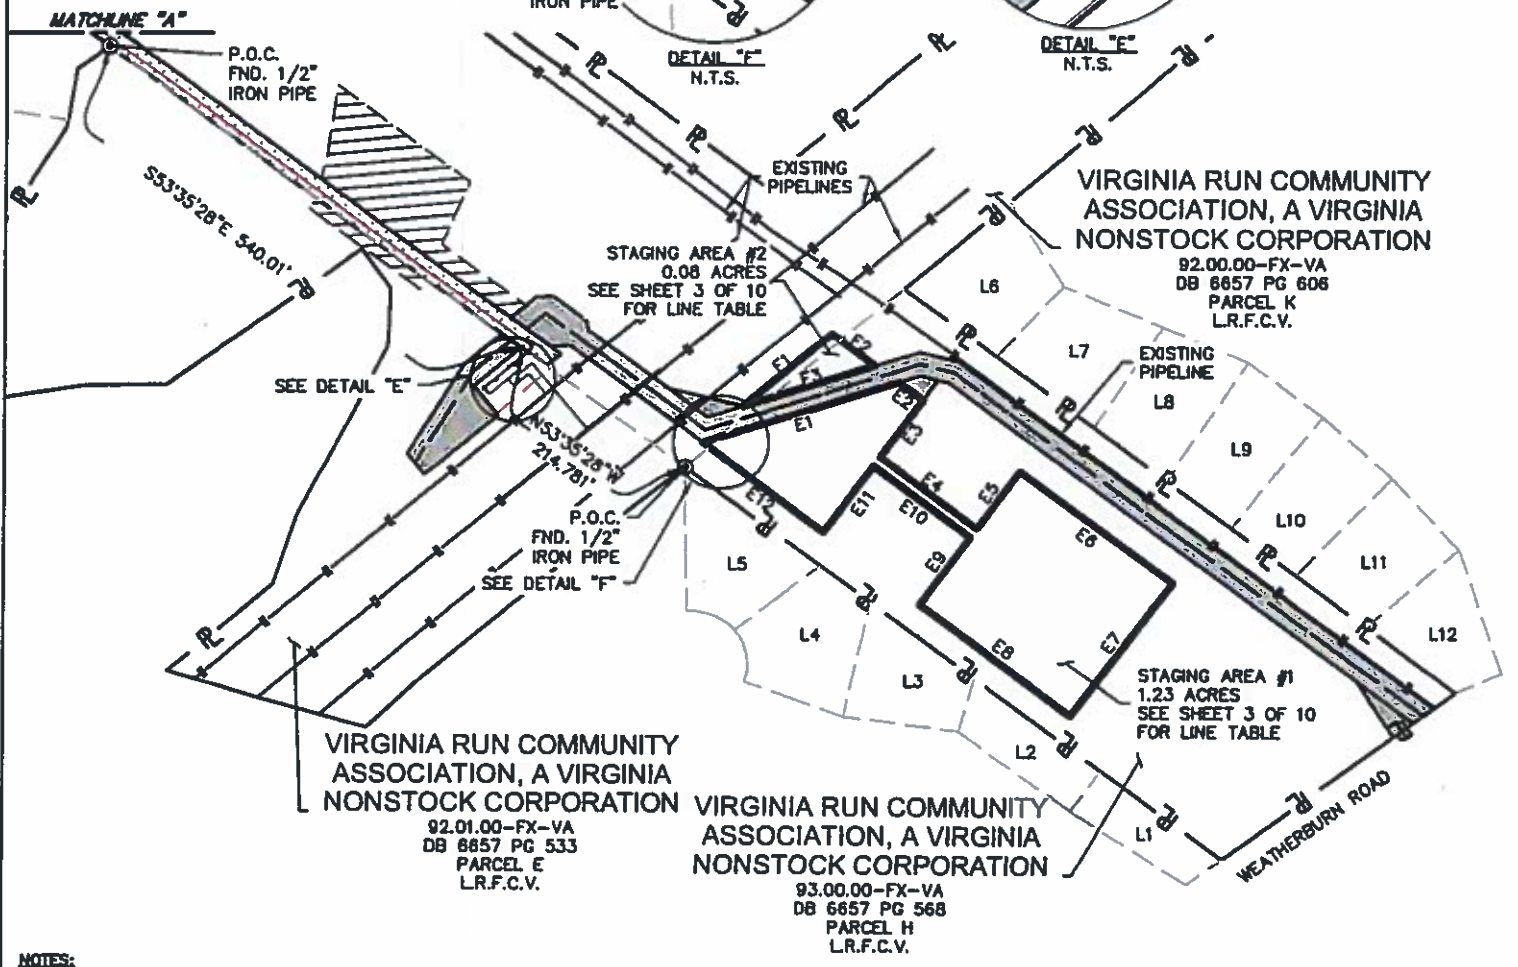 MATCHLINE "A"
IRON PIPE
DETAIL "F"
N.T.S.
DETAIL "E"
N.T.S.
P.O.C.
FND. 1/2"
IRON PIPE
S53°35'28"E 540.01'
EXISTING
PIPELINES
VIRGINIA RUN COMMUNITY
ASSOCIATION, A VIRGINIA
NONSTOCK CORPORATION
92.00.00-FX-VA
DB 6657 PG 606
PARCEL K
L.R.F.C.V.
STAGING AREA #2
0.08 ACRES
SEE SHEET 3 OF 10
FOR LINE TABLE
SEE DETAIL "E"
N53°35'28"W
214.781'
P.O.C.
FND. 1/2"
IRON PIPE
SEE DETAIL "F"
EXISTING
PIPELINE
E1
E2
E3
E1
E2
E3
E4
E5
E6
E7
E8
E9
E10
E11
E12
L6
L7
L8
L9
L10
L11
L12
L5
L4
L3
L2
L1
STAGING AREA #1
1.23 ACRES
SEE SHEET 3 OF 10
FOR LINE TABLE
WEATHERBURN ROAD
VIRGINIA RUN COMMUNITY
ASSOCIATION, A VIRGINIA
NONSTOCK CORPORATION
92.01.00-FX-VA
DB 6657 PG 533
PARCEL E
L.R.F.C.V.
VIRGINIA RUN COMMUNITY
ASSOCIATION, A VIRGINIA
NONSTOCK CORPORATION
93.00.00-FX-VA
DB 6657 PG 568
PARCEL H
L.R.F.C.V.
NOTES: